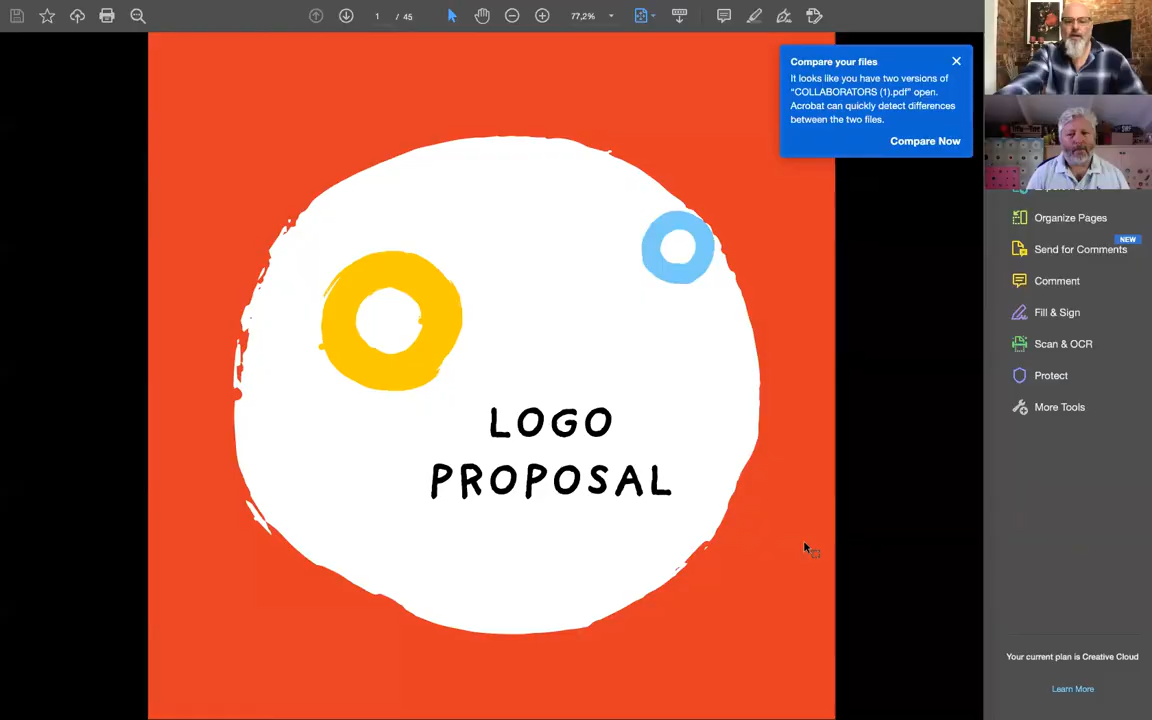 1 / 45
77,2%
Compare your files
It looks like you have two versions of
“COLLABORATORS (1).pdf” open.
Acrobat can quickly detect differences
between the two files.
Compare Now
LOGO
PROPOSAL
Organize Pages
NEW
Send for Comments
Comment
Fill & Sign
Scan & OCR
Protect
More Tools
Your current plan is Creative Cloud
Learn More